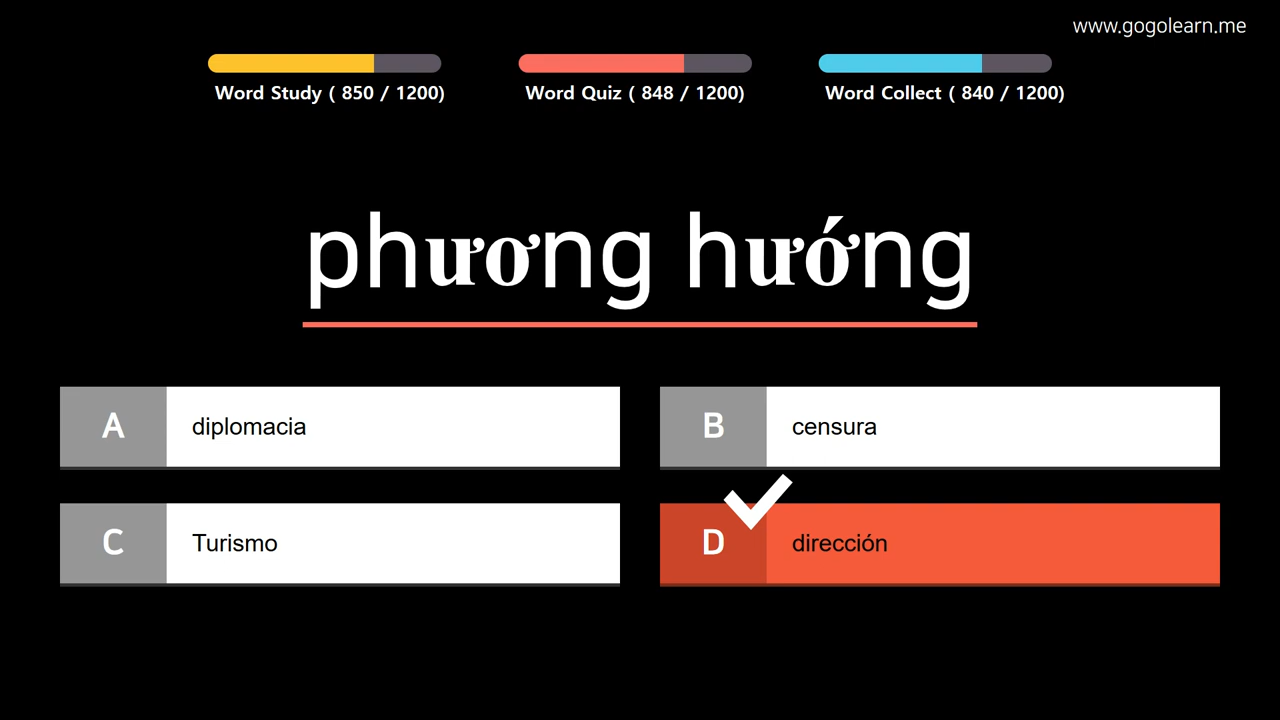 www.gogolearn.me
Word Study ( 850 / 1200)
Word Quiz ( 848 / 1200)
Word Collect ( 840 / 1200)
phương hướng
A diplomacia
B censura
C Turismo
D dirección